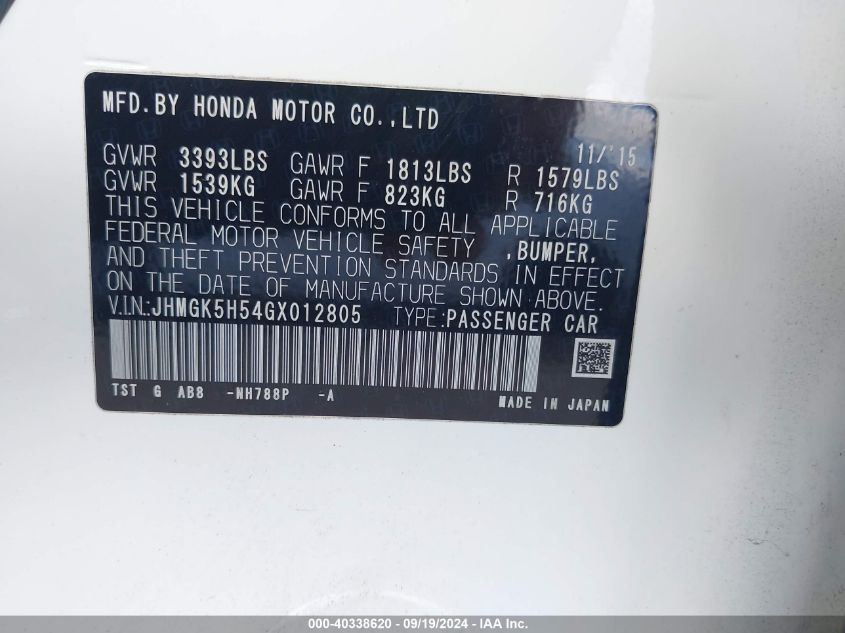 MFD.BY HONDA MOTOR CO.,LTD
11/'15
GVWR 3393LBS GAWR F 1813LBS R 1579LBS
GVWR 1539KG GAWR F 823KG R 716KG
THIS VEHICLE CONFORMS TO ALL APPLICABLE
FEDERAL MOTOR VEHICLE SAFETY ,BUMPER,
AND THEFT PREVENTION STANDARDS IN EFFECT
ON THE DATE OF MANUFACTURE SHOWN ABOVE.
V.I.N.:JHMGK5H54GX012805 TYPE:PASSENGER CAR
TST G AB8 -NH788P -A MADE IN JAPAN
000-40338620 - 09/19/2024 - IAA Inc.